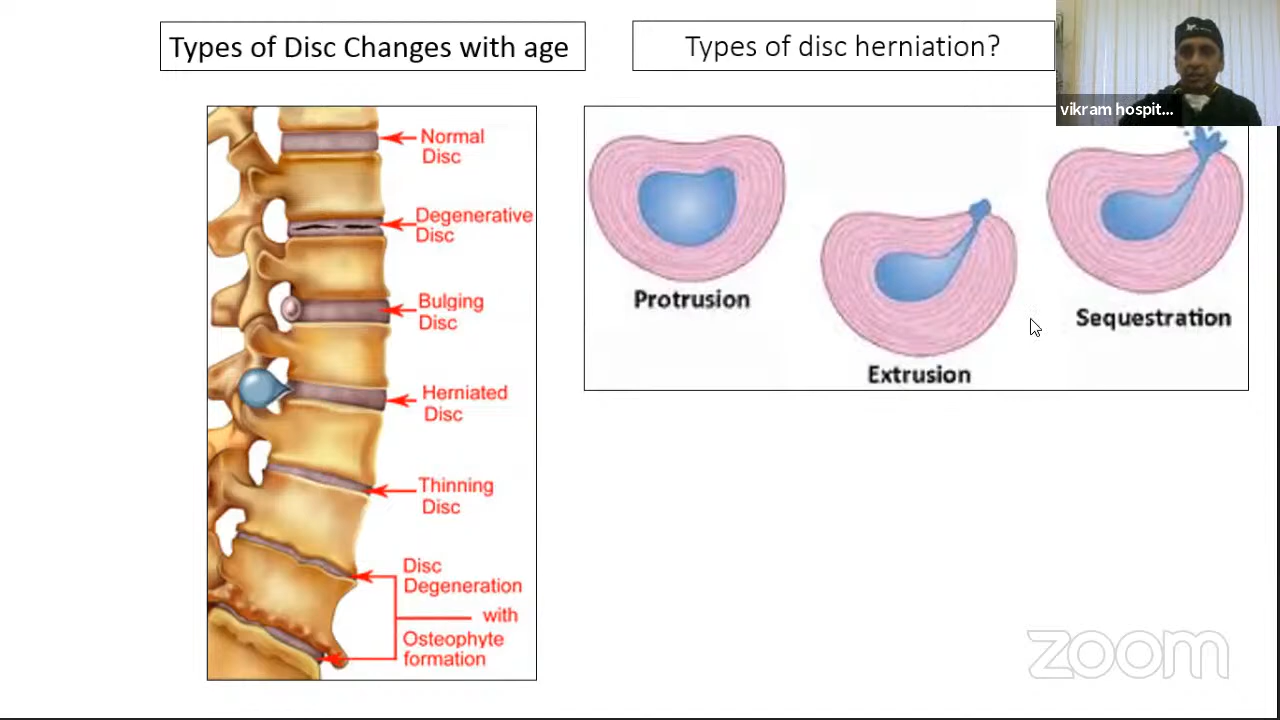 Types of Disc Changes with age
Types of disc herniation?
vikram hospit...
Normal
Disc
Degenerative
Disc
Bulging
Disc
Herniated
Disc
Thinning
Disc
Disc
Degeneration
with
Osteophyte
formation
Protrusion
Extrusion
Sequestration
zoom